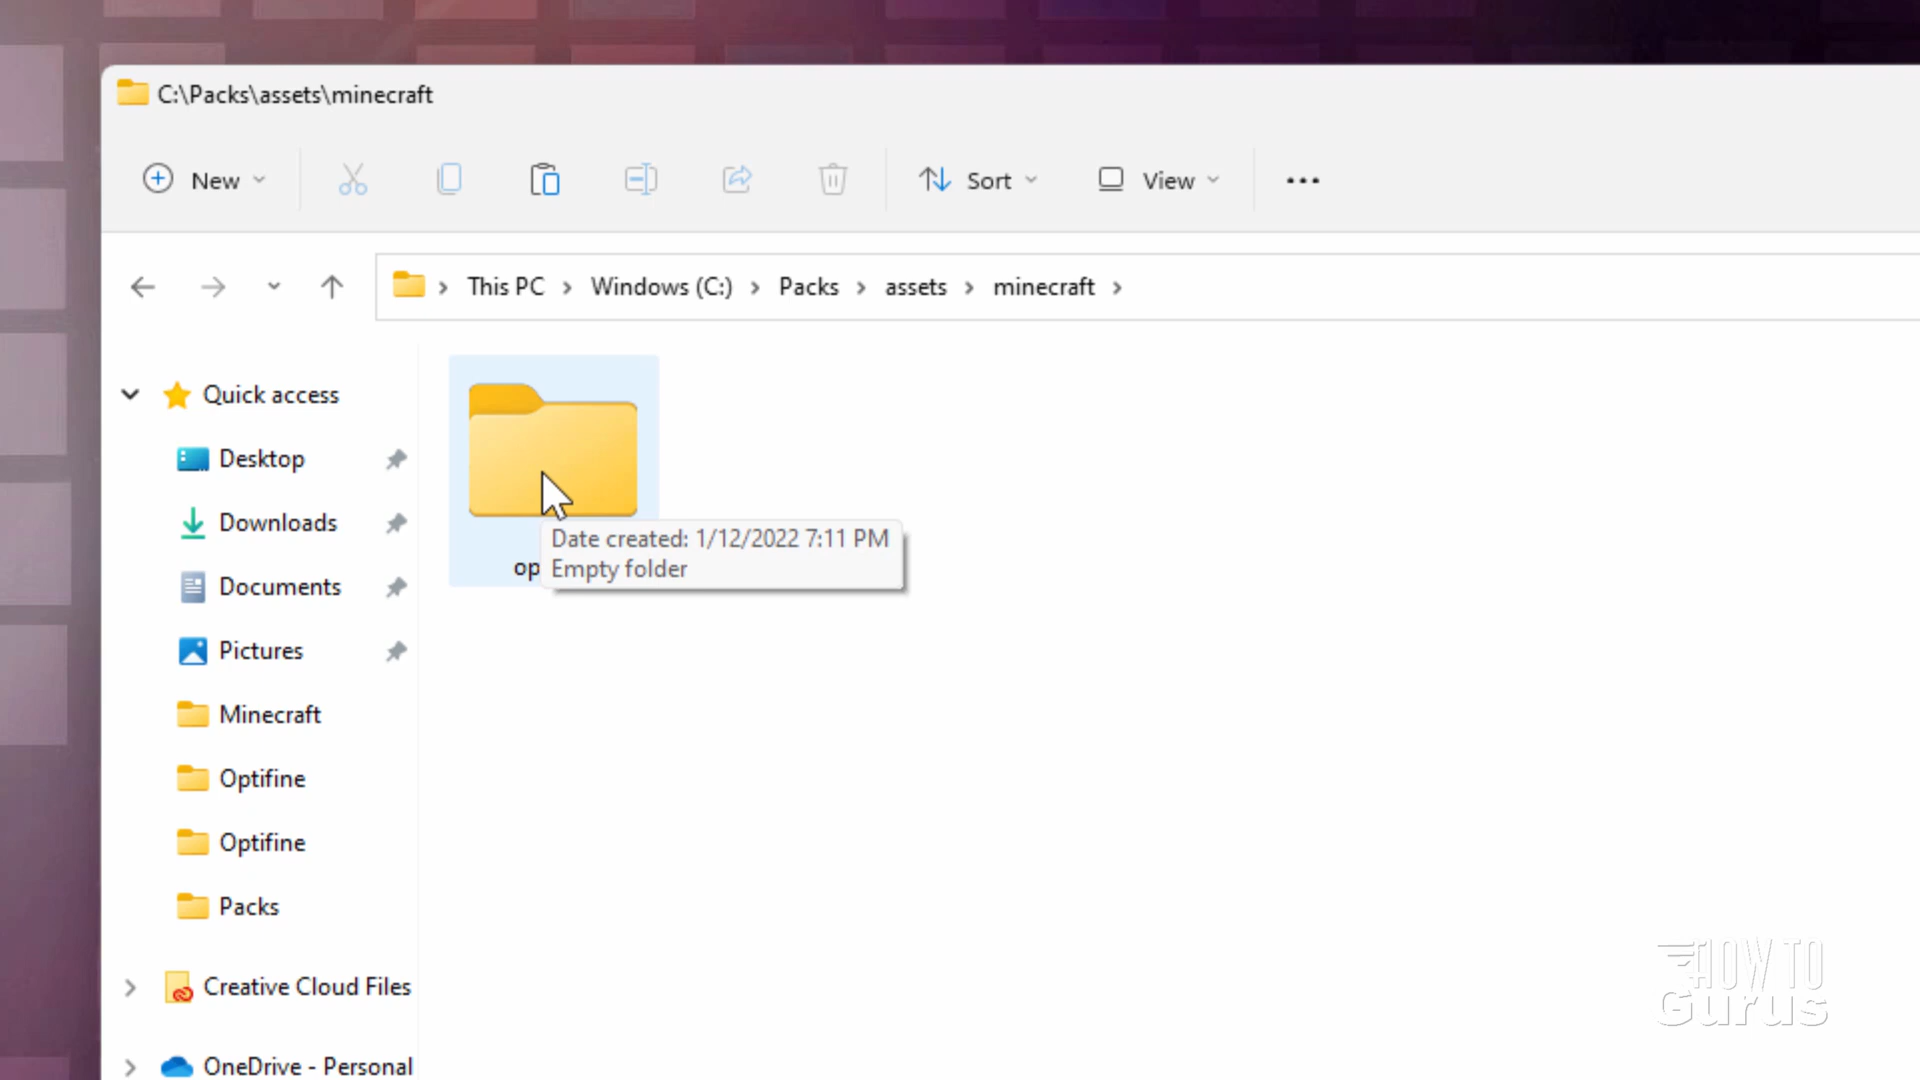 C:\Packs\assets\minecraft
New
Sort
View
This PC
Windows (C:)
Packs
assets
minecraft
Quick access
Desktop
Downloads
Documents
Pictures
Minecraft
Optifine
Optifine
Packs
Creative Cloud Files
OneDrive - Personal
op
Date created: 1/12/2022 7:11 PM
Empty folder
HOW TO
Gurus